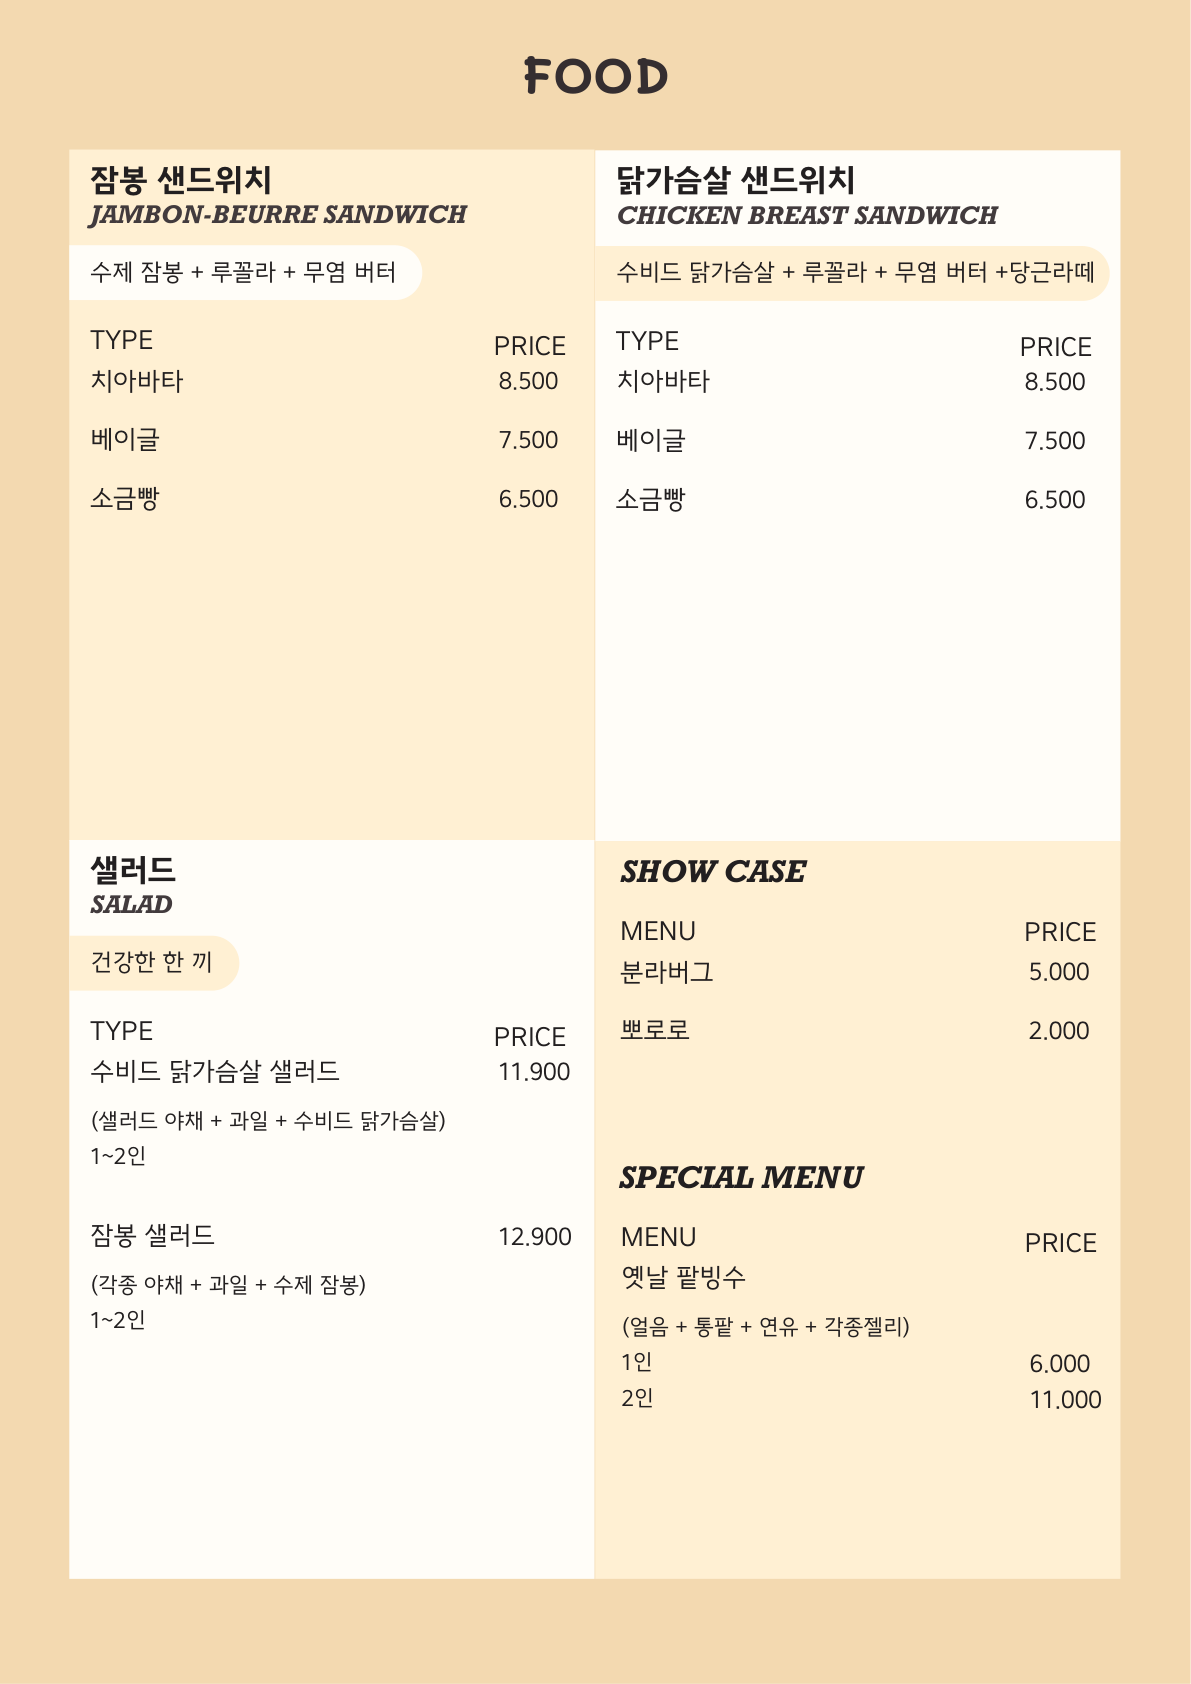 FOOD
잠봉 샌드위치
JAMBON-BEURRE SANDWICH
수제 잠봉 + 루꼴라 + 무염 버터
TYPE PRICE
치아바타 8.500
베이글 7.500
소금빵 6.500
닭가슴살 샌드위치
CHICKEN BREAST SANDWICH
수비드 닭가슴살 + 루꼴라 + 무염 버터 +당근라떼
TYPE PRICE
치아바타 8.500
베이글 7.500
소금빵 6.500
샐러드
SALAD
건강한 한 끼
TYPE PRICE
수비드 닭가슴살 샐러드 11.900
(샐러드 야채 + 과일 + 수비드 닭가슴살)
1~2인
잠봉 샐러드 12.900
(각종 야채 + 과일 + 수제 잠봉)
1~2인
SHOW CASE
MENU PRICE
분라버그 5.000
뽀로로 2.000
SPECIAL MENU
MENU PRICE
옛날 팥빙수
(얼음 + 통팥 + 연유 + 각종젤리)
1인 6.000
2인 11.000